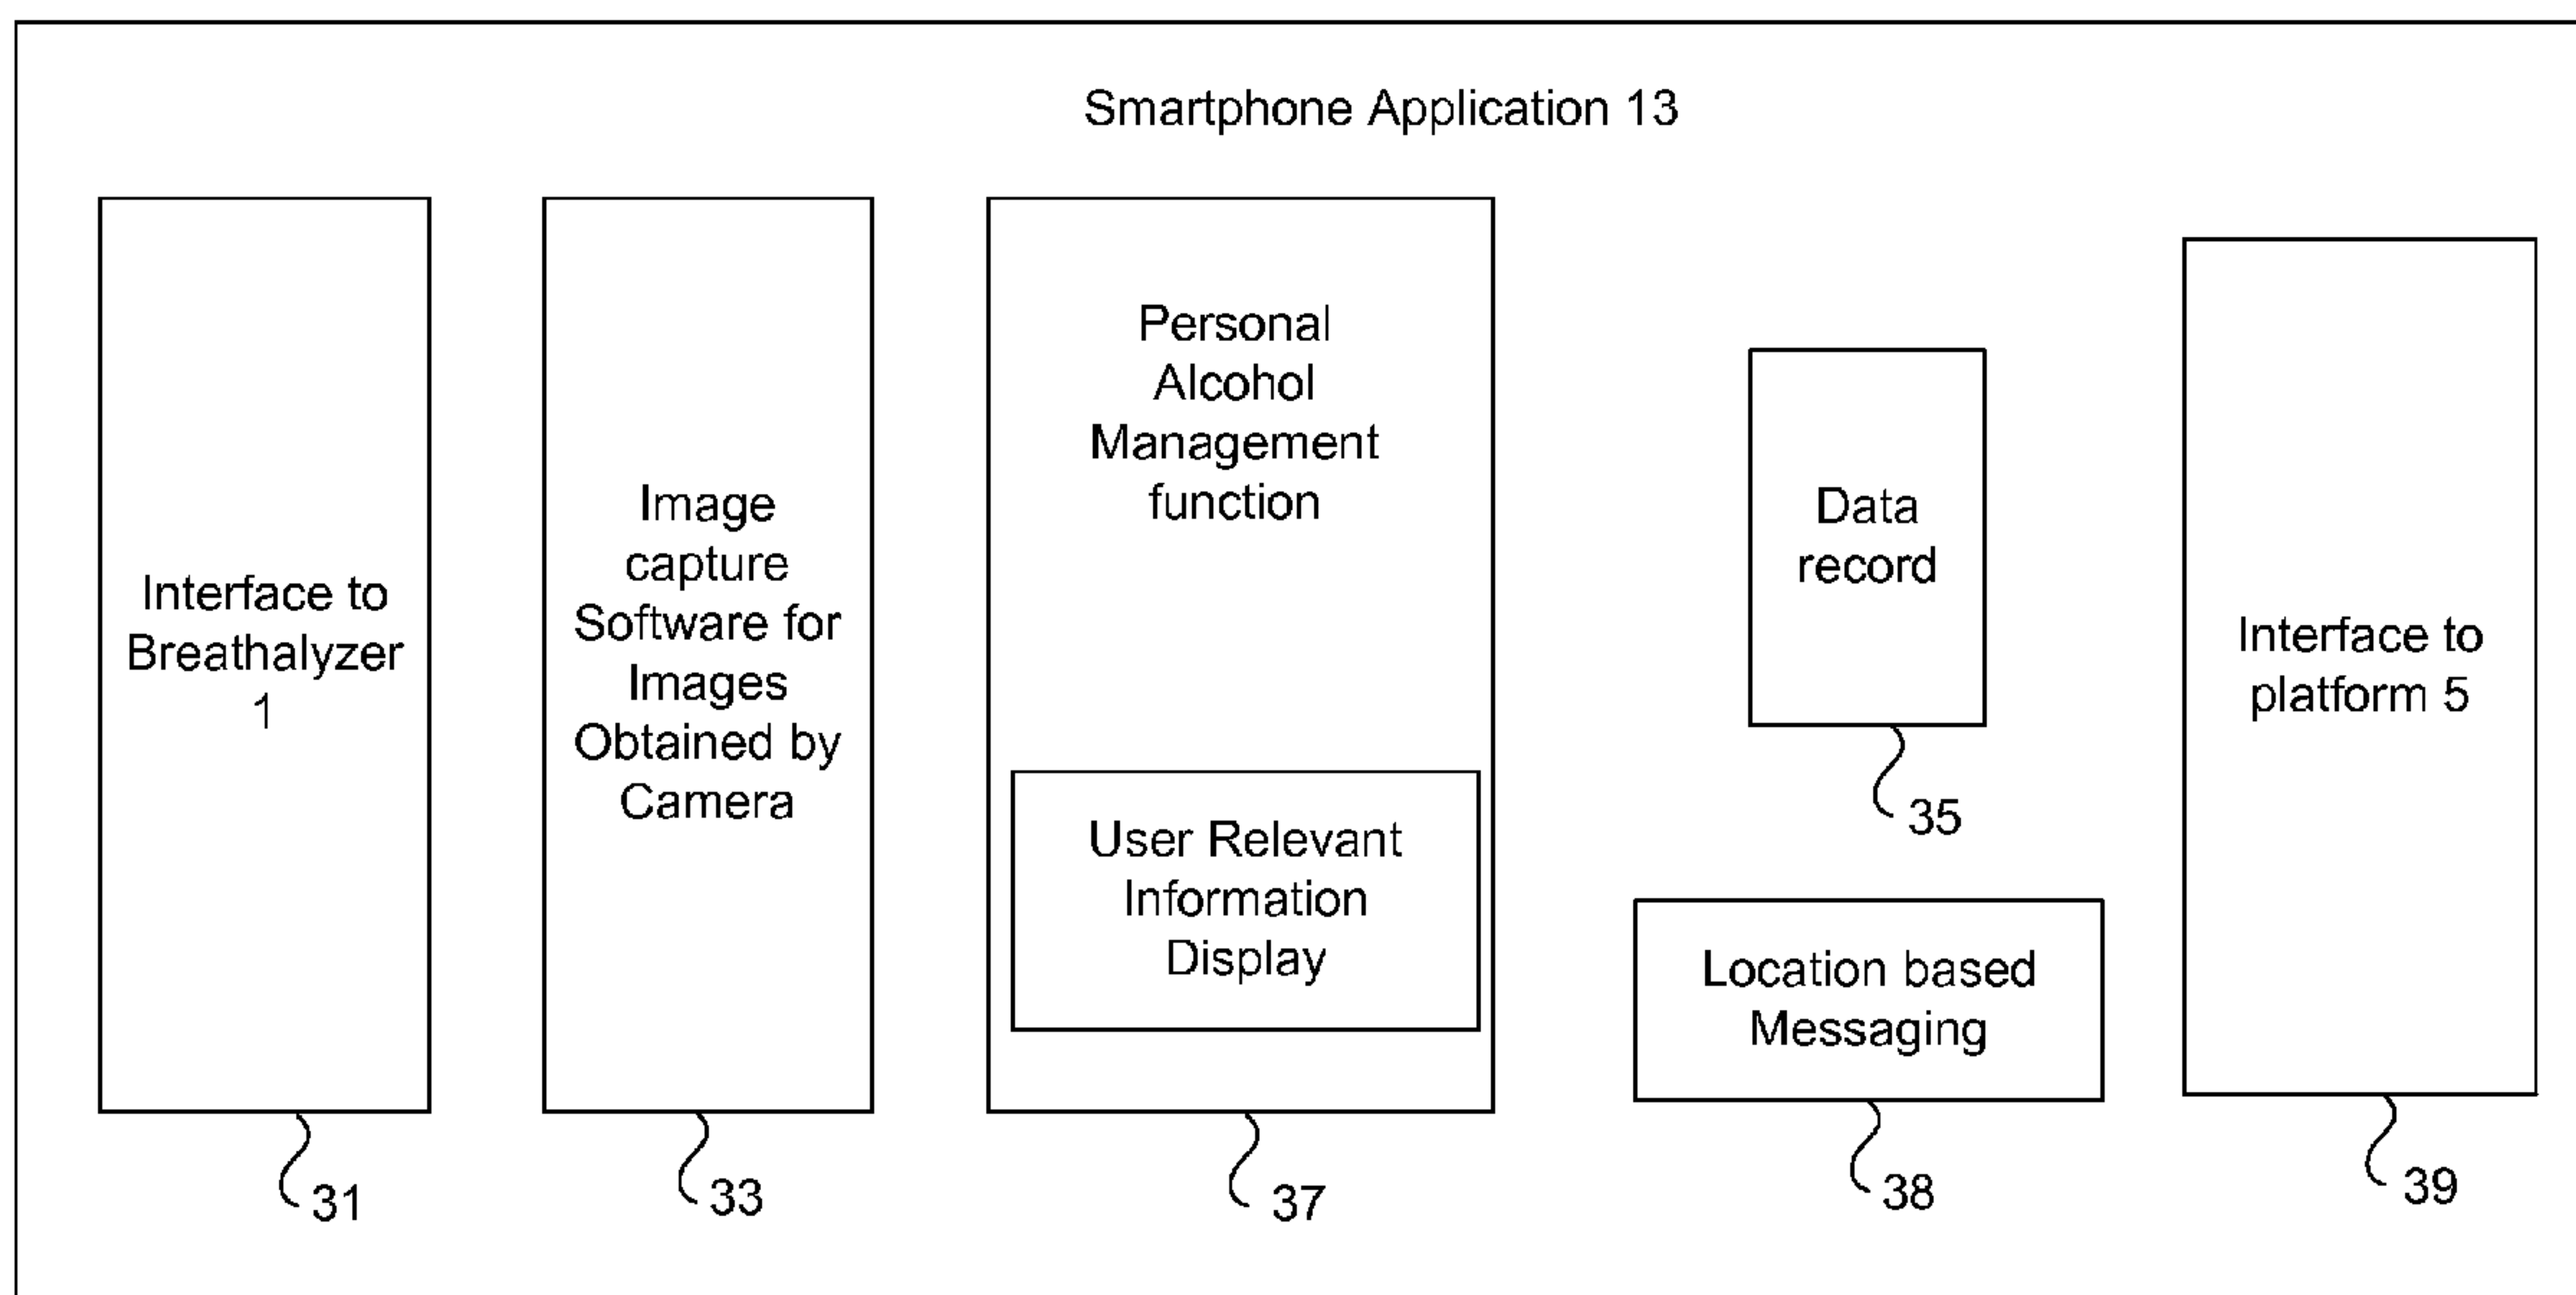 Smartphone Application 13
Interface to
Breathalyzer
1
31
Image
capture
Software for
Images
Obtained by
Camera
33
Personal
Alcohol
Management
function
User Relevant
Information
Display
37
Data
record
35
Location based
Messaging
38
Interface to
platform 5
39